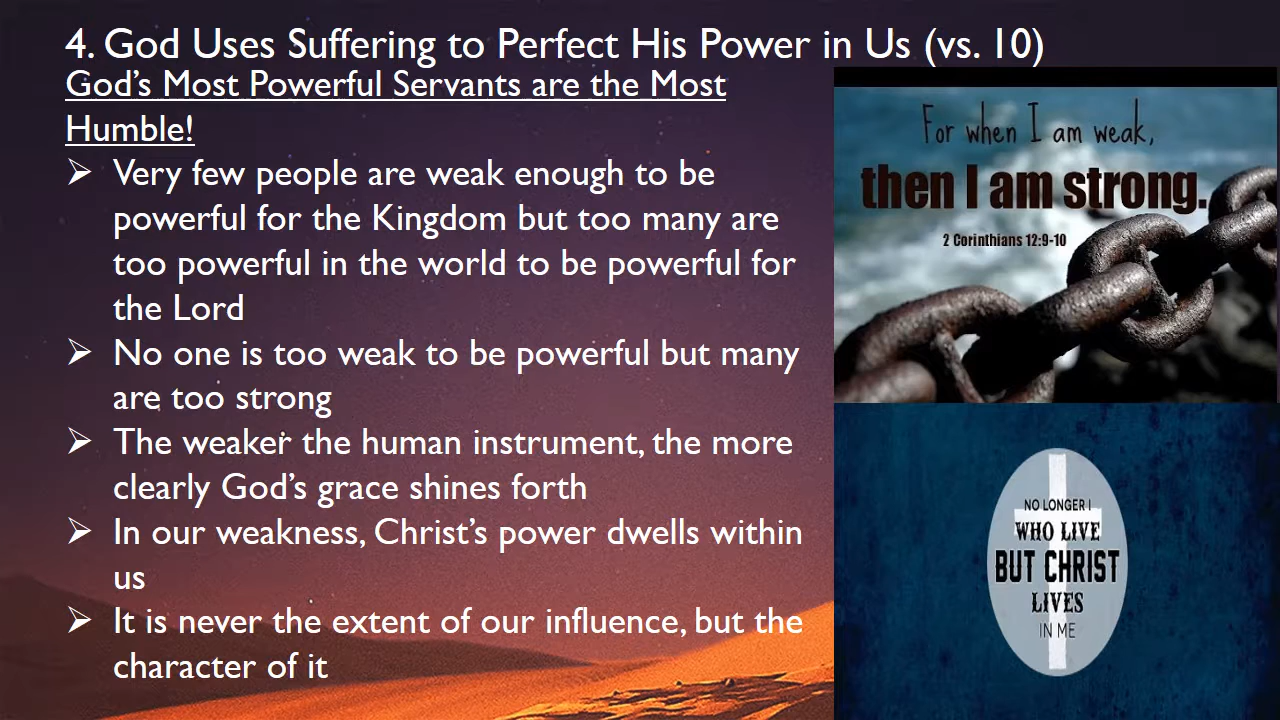 4. God Uses Suffering to Perfect His Power in Us (vs. 10)
God’s Most Powerful Servants are the Most
Humble!
➢ Very few people are weak enough to be
powerful for the Kingdom but too many are
too powerful in the world to be powerful for
the Lord
➢ No one is too weak to be powerful but many
are too strong
➢ The weaker the human instrument, the more
clearly God’s grace shines forth
➢ In our weakness, Christ’s power dwells within
us
➢ It is never the extent of our influence, but the
character of it
For when I am weak,
then I am strong.
2 Corinthians 12:9-10
NO LONGER I
WHO LIVE
BUT CHRIST
LIVES
IN ME